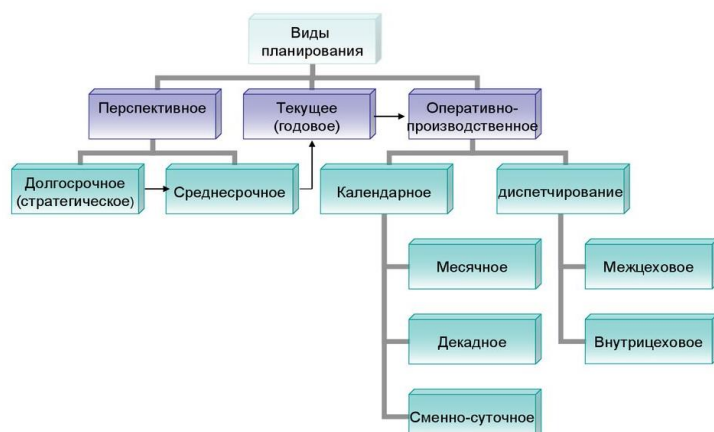 Виды
планирования
Перспективное
Текущее
(годовое)
Оперативно-
производственное
Долгосрочное
(стратегическое)
Среднесрочное
Календарное
диспетчирование
Месячное
Межцеховое
Декадное
Внутрицеховое
Сменно-суточное